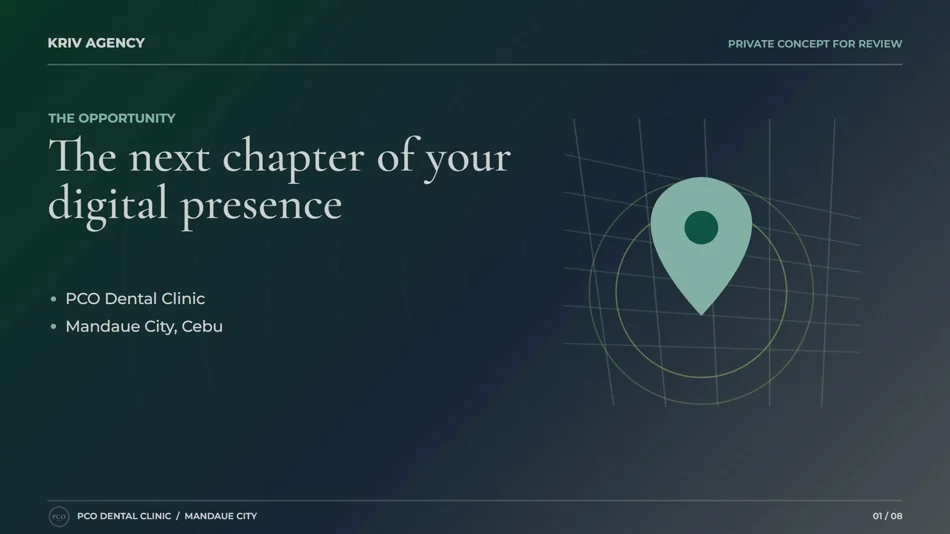 KRIV AGENCY
PRIVATE CONCEPT FOR REVIEW
THE OPPORTUNITY
The next chapter of your
digital presence
PCO Dental Clinic
Mandaue City, Cebu
PCO
PCO DENTAL CLINIC / MANDAUE CITY
01 / 08